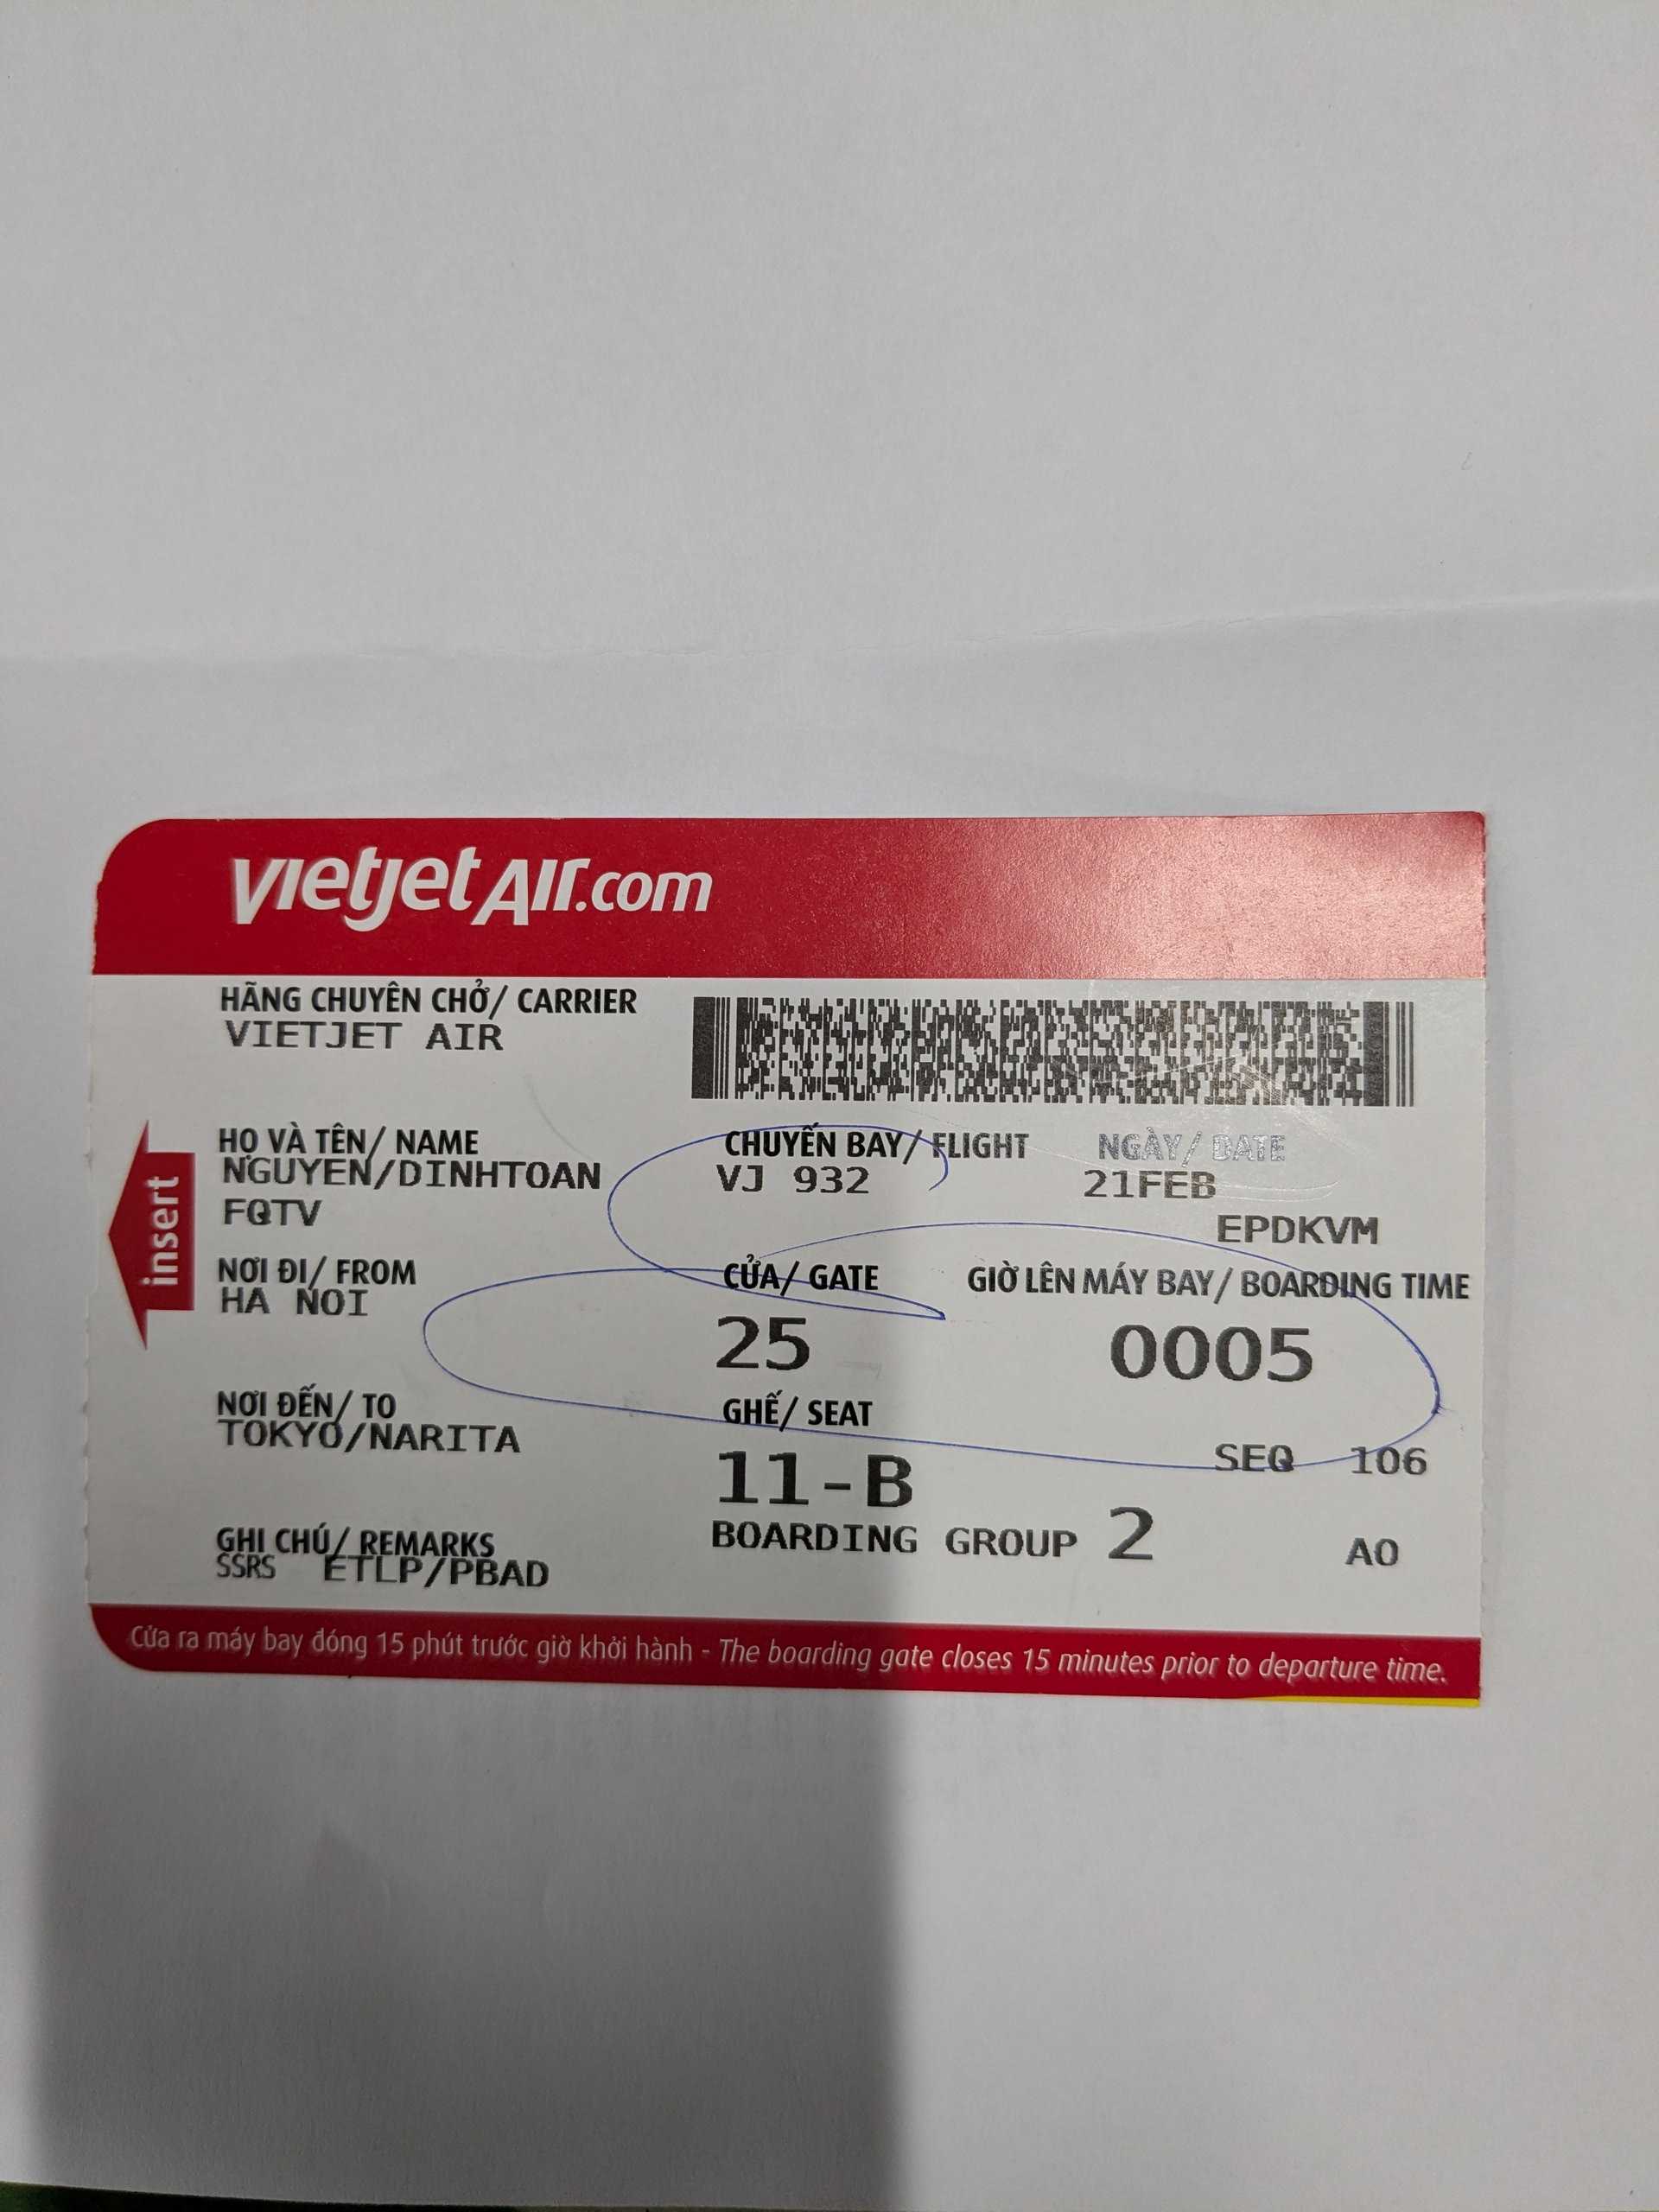 vietjetAir.com
HÃNG CHUYÊN CHỞ/ CARRIER
VIETJET AIR
HỌ VÀ TÊN/ NAME
NGUYEN/DINHTOAN
FQTV
CHUYẾN BAY/ FLIGHT
VJ 932
NGÀY/ DATE
21FEB
EPDKVM
insert
NƠI ĐI/ FROM
HA NOI
CỬA/ GATE
25
GIỜ LÊN MÁY BAY/ BOARDING TIME
0005
NƠI ĐẾN/ TO
TOKYO/NARITA
GHẾ/ SEAT
11-B
SEQ 106
GHI CHÚ/ REMARKS
SSRS ETLP/PBAD
BOARDING GROUP 2
AO
Cửa ra máy bay đóng 15 phút trước giờ khởi hành - The boarding gate closes 15 minutes prior to departure time.